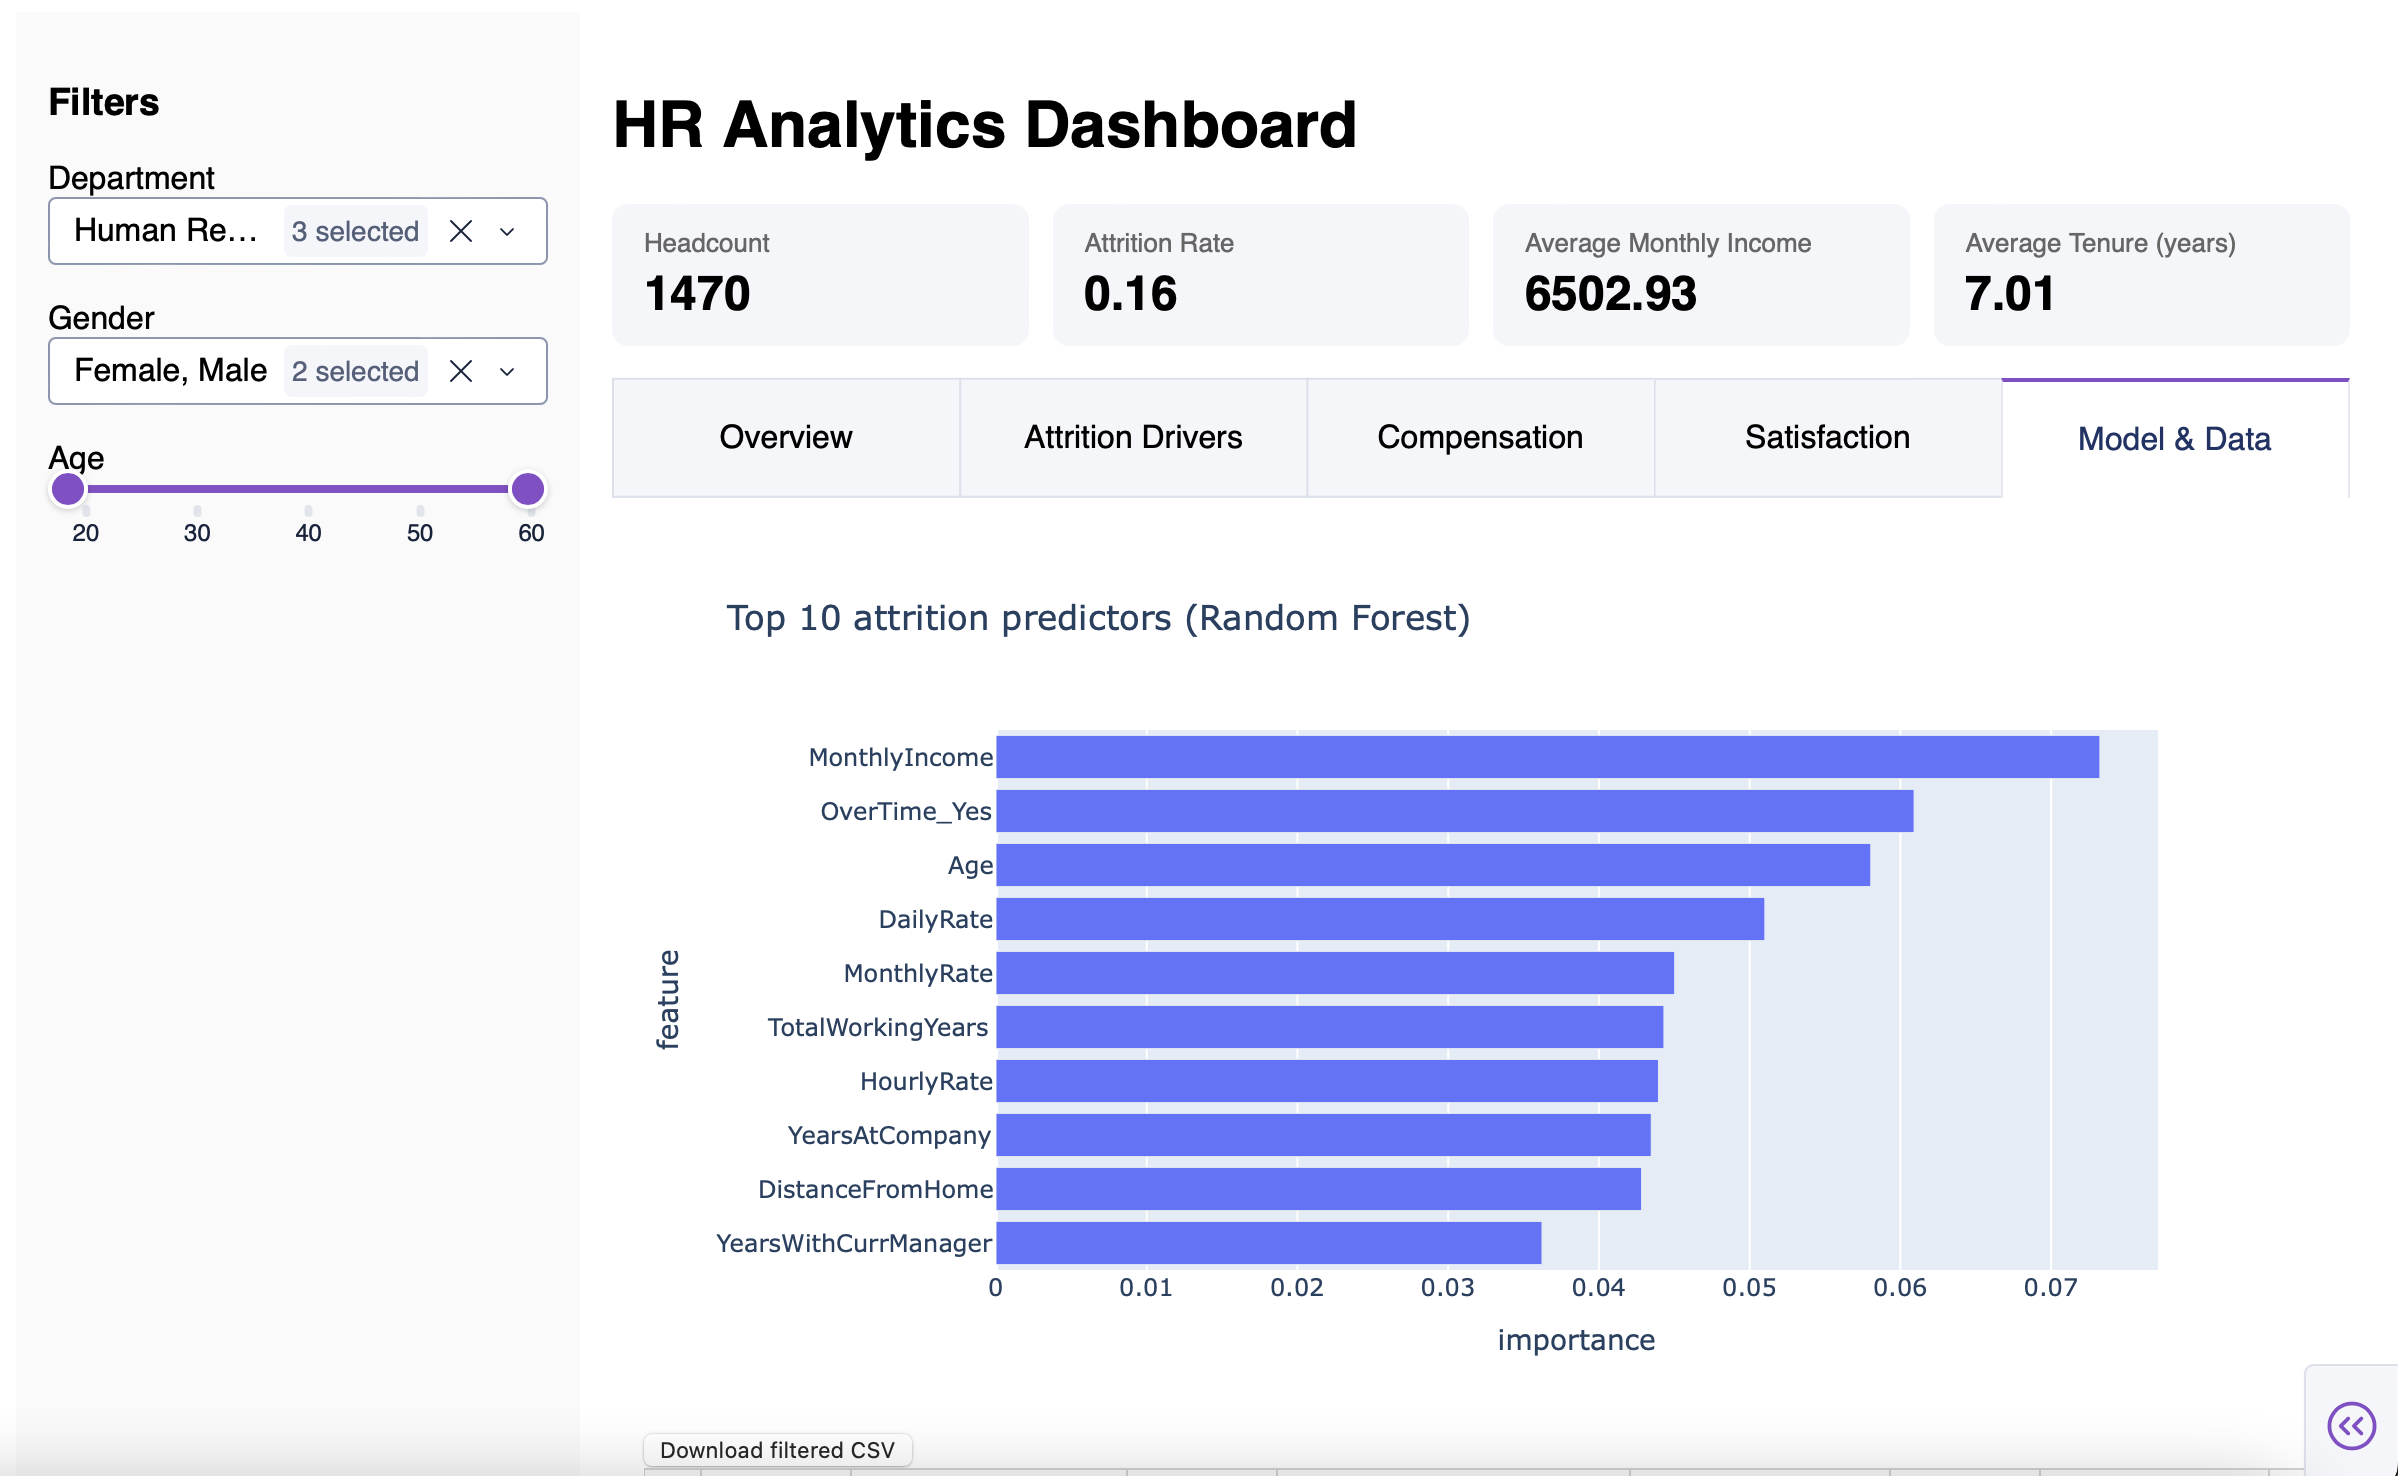 Filters
Department
Human Re... 3 selected
Gender
Female, Male 2 selected
Age
20 30 40 50 60
HR Analytics Dashboard
Headcount
1470
Attrition Rate
0.16
Average Monthly Income
6502.93
Average Tenure (years)
7.01
Overview Attrition Drivers Compensation Satisfaction Model & Data
Top 10 attrition predictors (Random Forest)
feature
MonthlyIncome
OverTime_Yes
Age
DailyRate
MonthlyRate
TotalWorkingYears
HourlyRate
YearsAtCompany
DistanceFromHome
YearsWithCurrManager
0 0.01 0.02 0.03 0.04 0.05 0.06 0.07
importance
Download filtered CSV